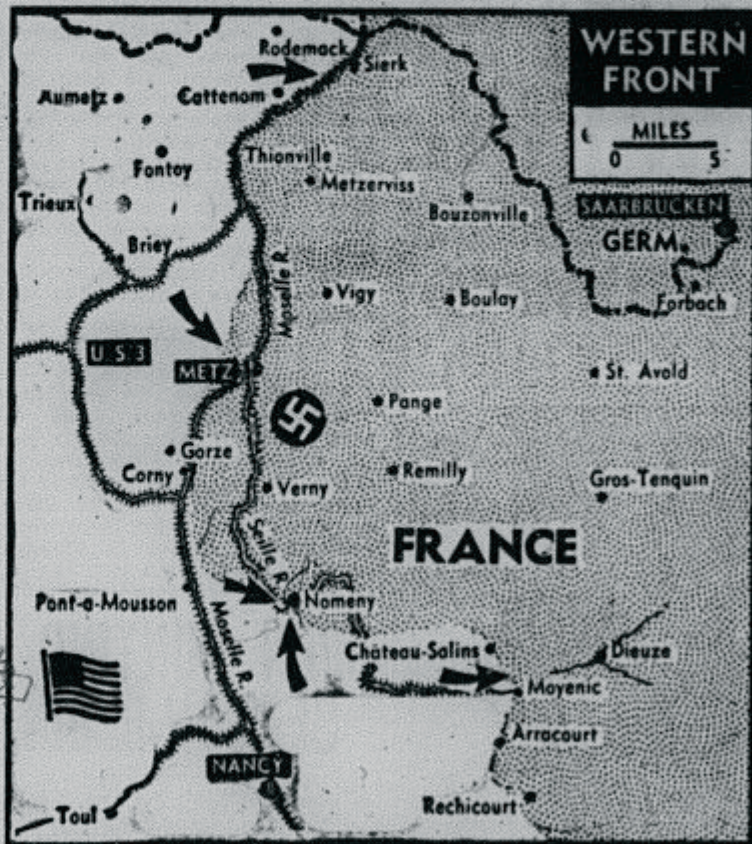 WESTERN
FRONT
MILES
0 5
Rodemack
Sierk
Aumetz
Cattenom
Thionville
Fontoy
Metzerviss
Trieux
Bouzonville
SAARBRUCKEN
GERM.
Briey
Moselle R.
Vigy
Boulay
Forbach
U S 3
METZ
St. Avold
Pange
Gorze
Corny
Remilly
Verny
Gros-Tenquin
Seille R.
FRANCE
Pont-a-Mousson
Nomeny
Moselle R.
Château-Salins
Dieuze
Moyenic
Arracourt
NANCY
Rechicourt
Toul